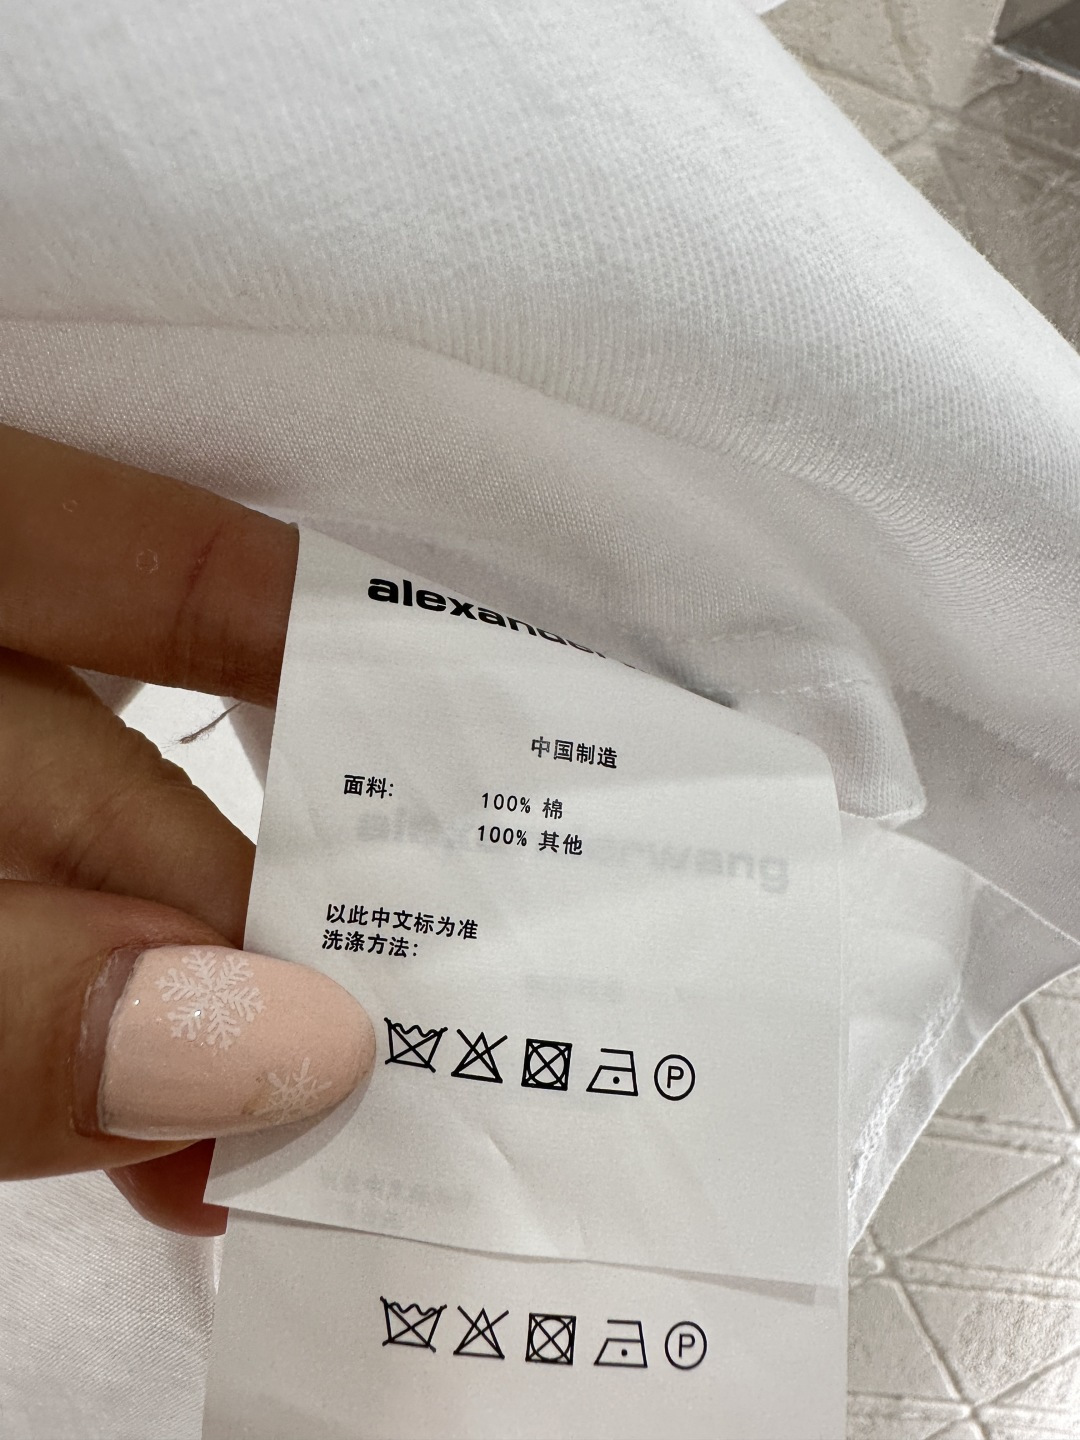 alexander
中国制造
面料: 100% 棉
100% 其他
以此中文标为准
洗涤方法:
P
P